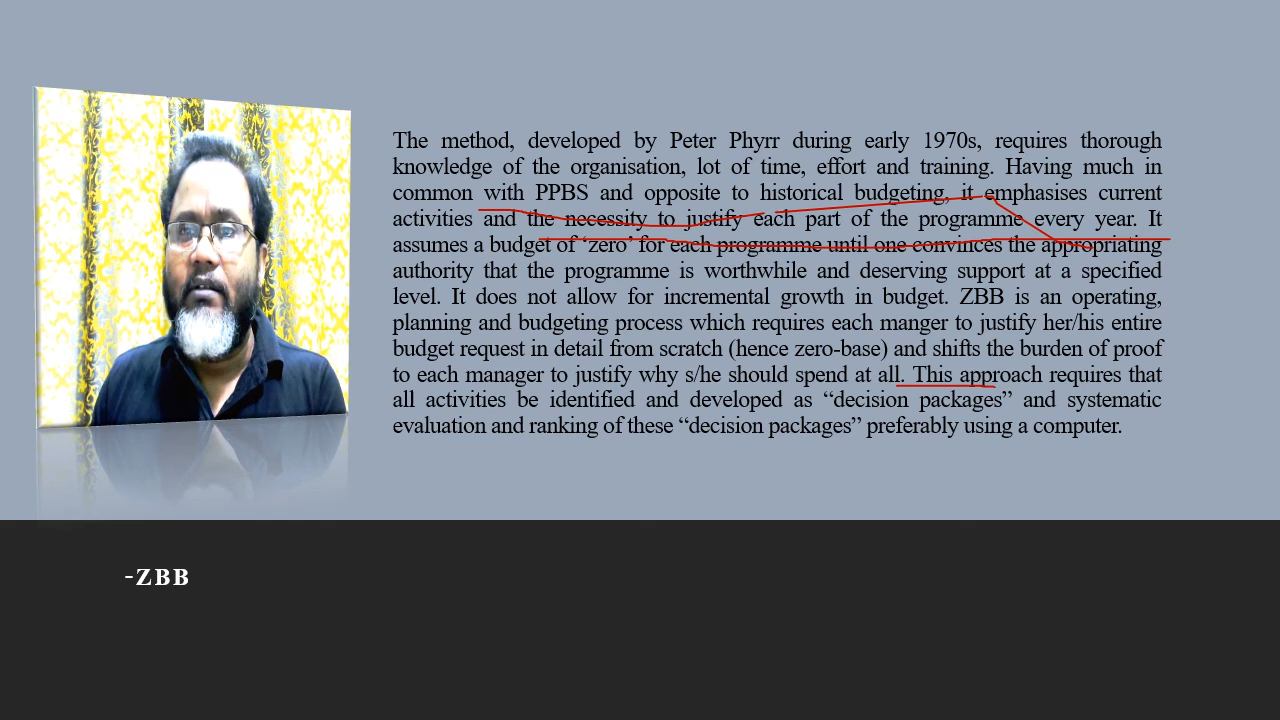 The method, developed by Peter Phyrr during early 1970s, requires thorough
knowledge of the organisation, lot of time, effort and training. Having much in
common with PPBS and opposite to historical budgeting, it emphasises current
activities and the necessity to justify each part of the programme every year. It
assumes a budget of ‘zero’ for each programme until one convinces the appropriating
authority that the programme is worthwhile and deserving support at a specified
level. It does not allow for incremental growth in budget. ZBB is an operating,
planning and budgeting process which requires each manger to justify her/his entire
budget request in detail from scratch (hence zero-base) and shifts the burden of proof
to each manager to justify why s/he should spend at all. This approach requires that
all activities be identified and developed as “decision packages” and systematic
evaluation and ranking of these “decision packages” preferably using a computer.
-ZBB